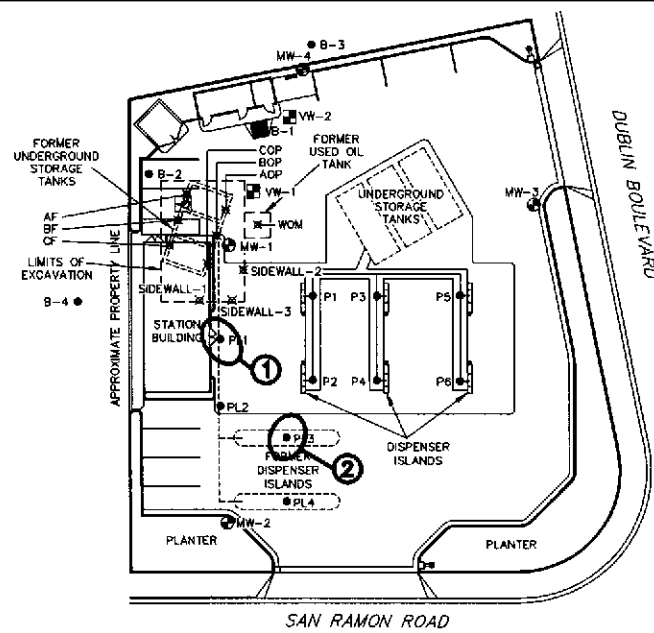 B-3
MW-4
VW-2
B-1
FORMER
UNDERGROUND
STORAGE
TANKS
COP
BOP
AOP
FORMER
USED OIL
TANK
B-2
VW-1
UNDERGROUND
STORAGE
TANKS
DUBLIN BOULEVARD
MW-3
AF
BF
CF
WOM
MW-1
LIMITS OF
EXCAVATION
SIDEWALL-2
SIDEWALL-1
SIDEWALL-3
B-4
APPROXIMATE PROPERTY LINE
P1
P3
P5
STATION
BUILDING
1
P2
P4
P6
PL2
2
FORMER
DISPENSER
ISLANDS
DISPENSER
ISLANDS
PL4
MW-2
PLANTER
PLANTER
SAN RAMON ROAD